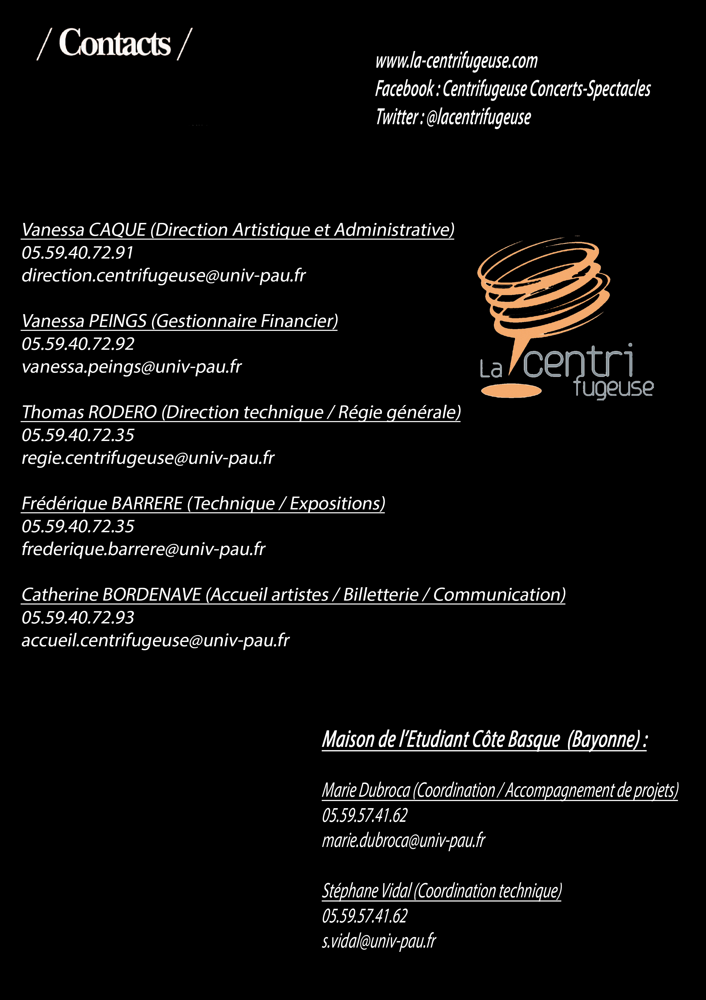 / Contacts /
www.la-centrifugeuse.com
Facebook : Centrifugeuse Concerts-Spectacles
Twitter : @lacentrifugeuse
Vanessa CAQUE (Direction Artistique et Administrative)
05.59.40.72.91
direction.centrifugeuse@univ-pau.fr
Vanessa PEINGS (Gestionnaire Financier)
05.59.40.72.92
vanessa.peings@univ-pau.fr
La centri
fugeuse
Thomas RODERO (Direction technique / Régie générale)
05.59.40.72.35
regie.centrifugeuse@univ-pau.fr
Frédérique BARRERE (Technique / Expositions)
05.59.40.72.35
frederique.barrere@univ-pau.fr
Catherine BORDENAVE (Accueil artistes / Billetterie / Communication)
05.59.40.72.93
accueil.centrifugeuse@univ-pau.fr
Maison de l’Etudiant Côte Basque  (Bayonne) :
Marie Dubroca (Coordination / Accompagnement de projets)
05.59.57.41.62
marie.dubroca@univ-pau.fr
Stéphane Vidal (Coordination technique)
05.59.57.41.62
s.vidal@univ-pau.fr